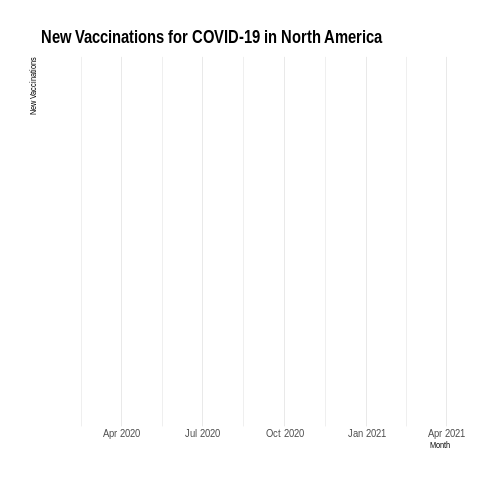 New Vaccinations for COVID-19 in North America
New Vaccinations
Apr 2020
Jul 2020
Oct 2020
Jan 2021
Apr 2021
Month